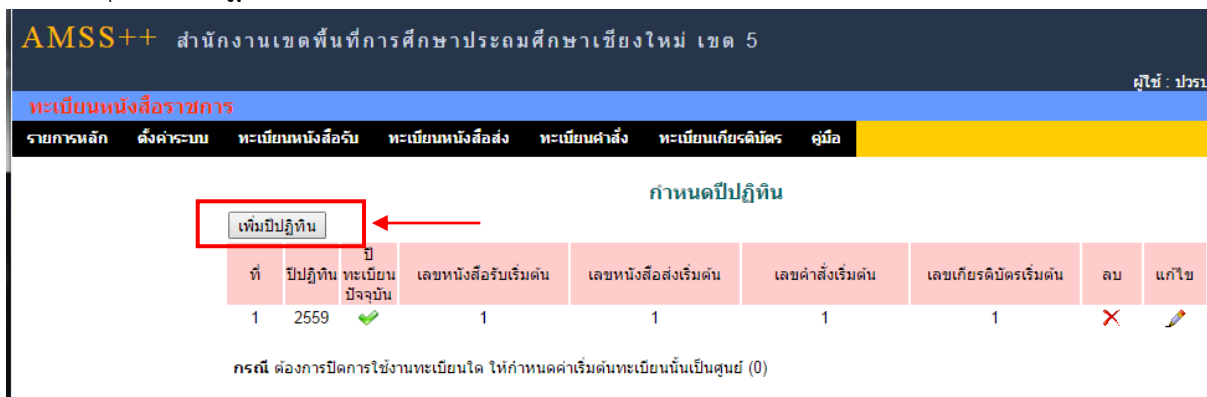 AMSS++ สำนักงานเขตพื้นที่การศึกษาประถมศึกษาเชียงใหม่ เขต 5
ผู้ใช้ : ปวรป
ทะเบียนหนังสือราชการ
รายการหลัก ตั้งค่าระบบ ทะเบียนหนังสือรับ ทะเบียนหนังสือส่ง ทะเบียนคำสั่ง ทะเบียนเกียรติบัตร คู่มือ
กำหนดปีปฏิทิน
เพิ่มปีปฏิทิน
ที่ ปีปฏิทิน ปี ทะเบียน ปัจจุบัน เลขหนังสือรับเริ่มต้น เลขหนังสือส่งเริ่มต้น เลขคำสั่งเริ่มต้น เลขเกียรติบัตรเริ่มต้น ลบ แก้ไข
1 2559 1 1 1 1
กรณี ต้องการปิดการใช้งานทะเบียนใด ให้กำหนดค่าเริ่มต้นทะเบียนนั้นเป็นศูนย์ (0)